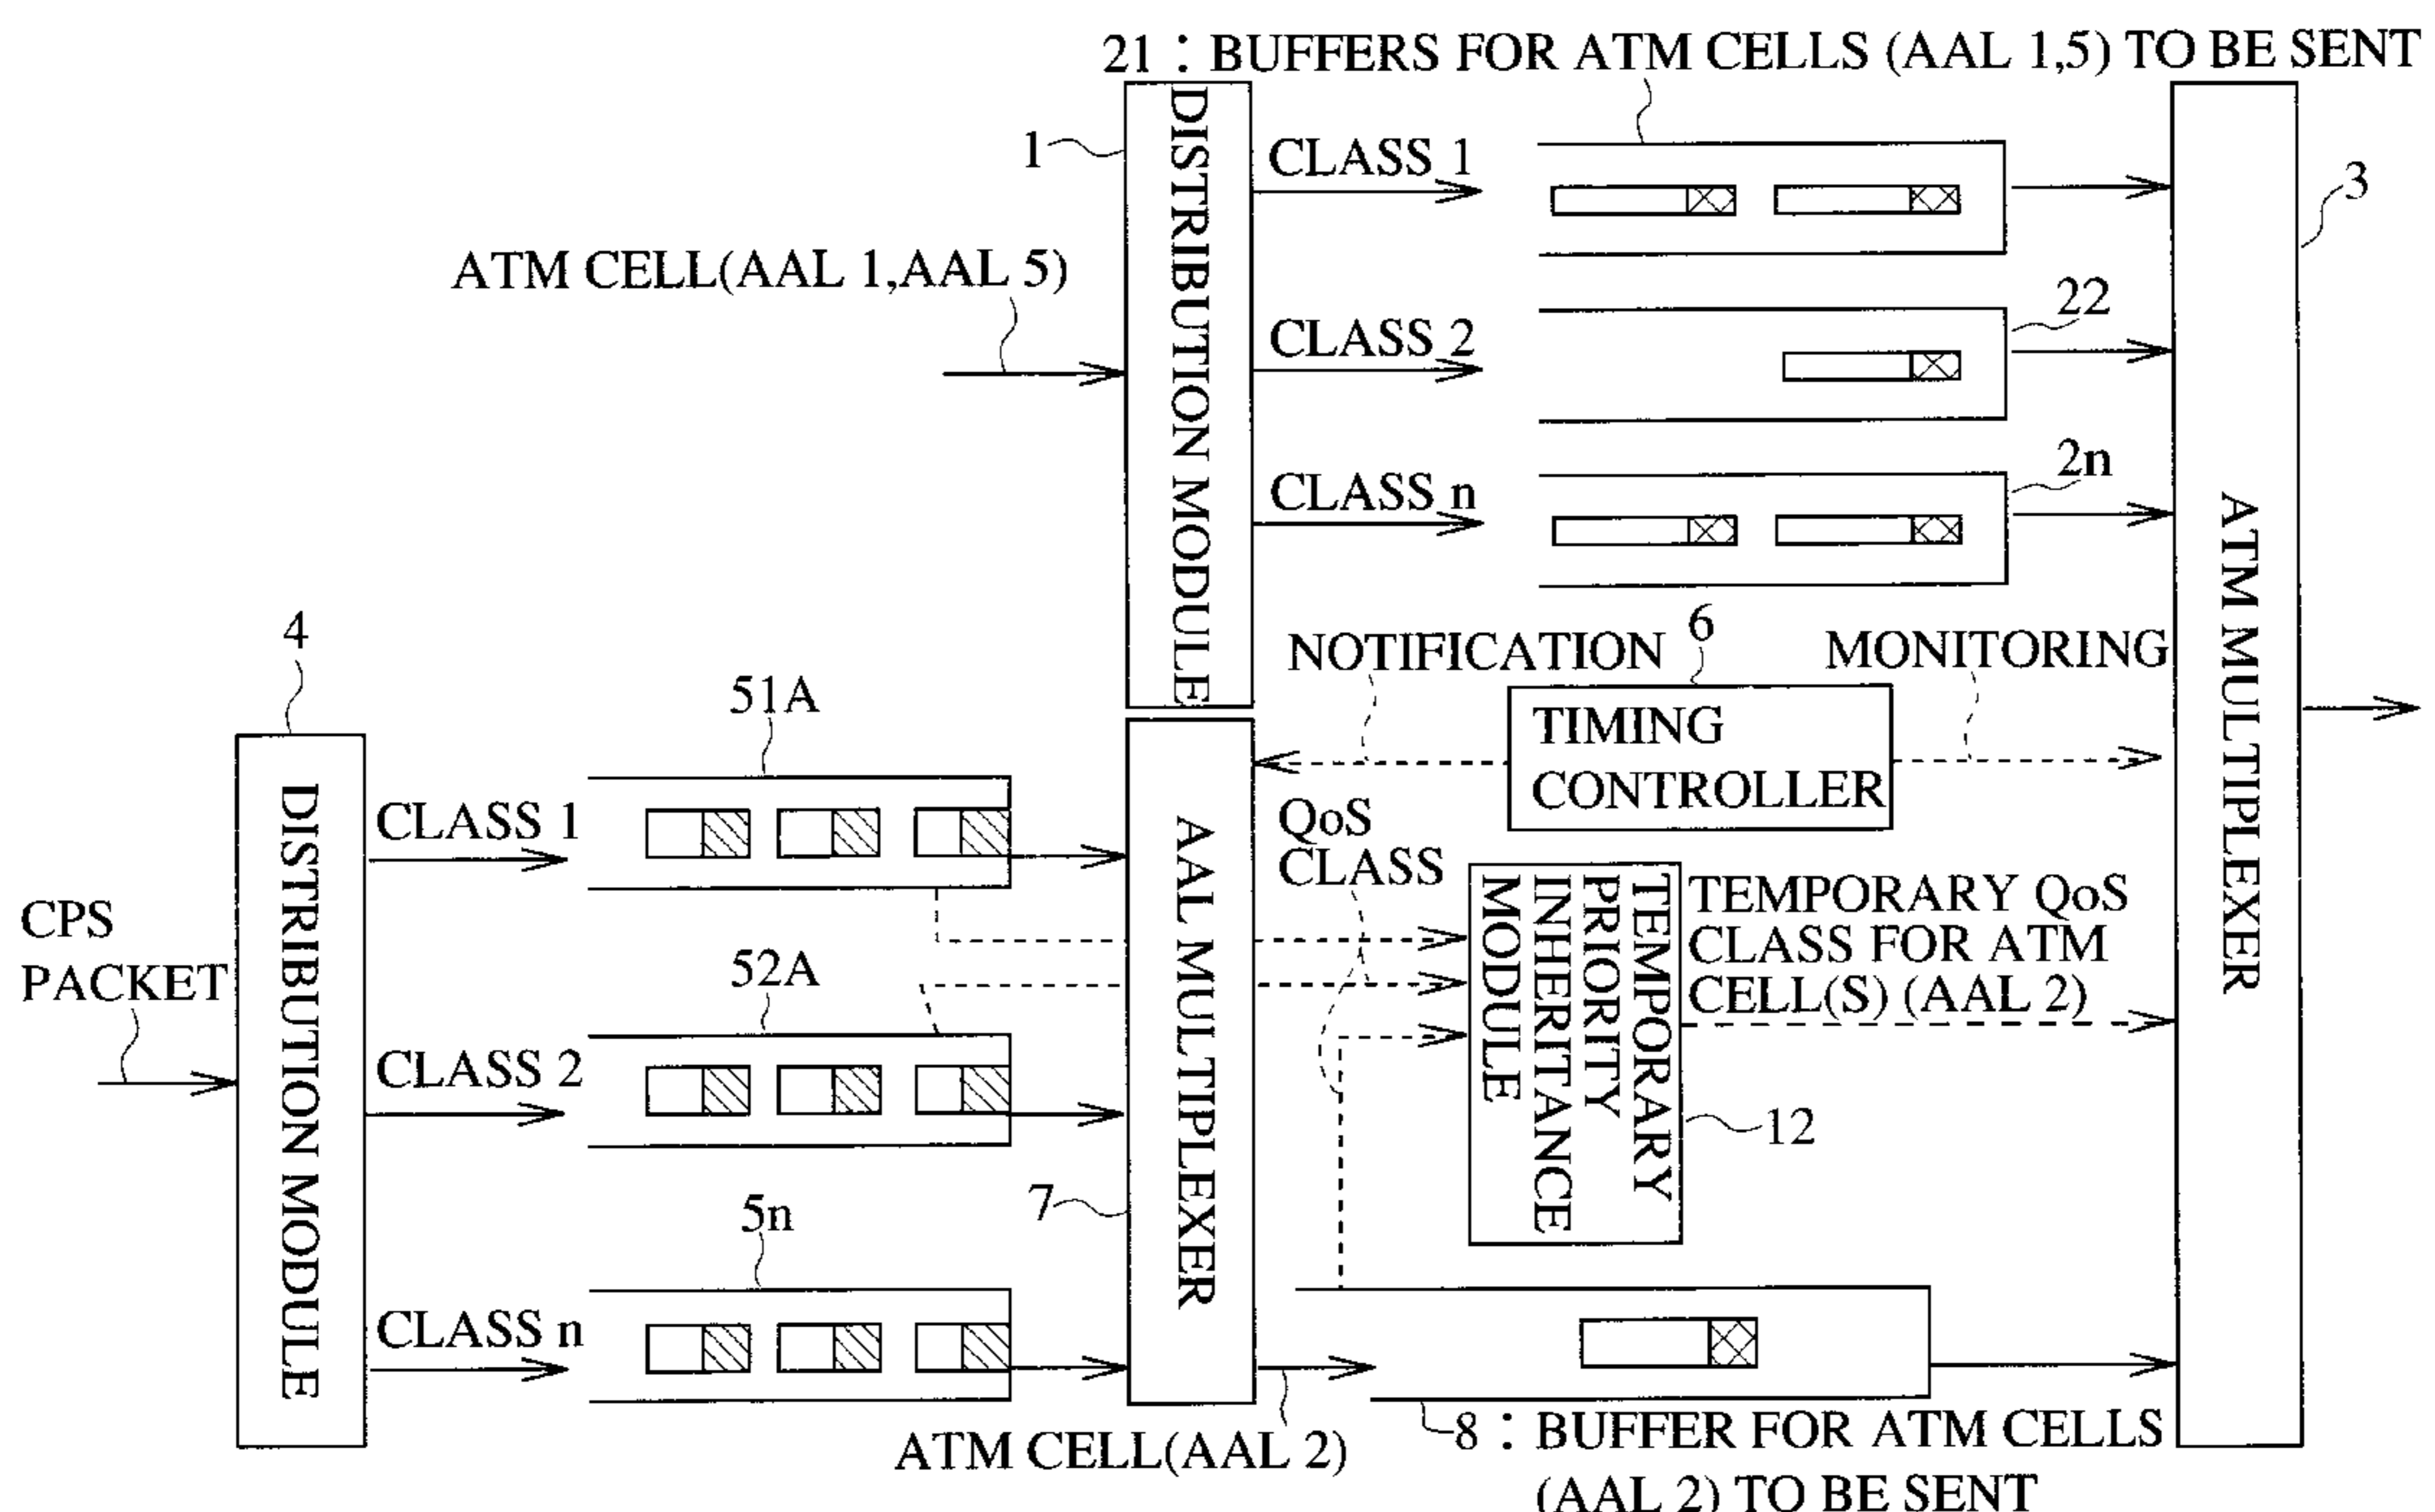 21 : BUFFERS FOR ATM CELLS (AAL 1,5) TO BE SENT
1
DISTRIBUTION MODULE
CLASS 1
3
ATM CELL(AAL 1,AAL 5)
CLASS 2
22
CLASS n
2n
ATM MULTIPLEXER
NOTIFICATION
6
MONITORING
TIMING
CONTROLLER
4
DISTRIBUTION MODULE
51A
CLASS 1
QoS
CLASS
AAL MULTIPLEXER
TEMPORARY
PRIORITY
INHERITANCE
MODULE
TEMPORARY QoS
CLASS FOR ATM
CELL(S) (AAL 2)
CPS
PACKET
52A
CLASS 2
12
7
5n
CLASS n
ATM CELL(AAL 2)
8 : BUFFER FOR ATM CELLS
(AAL 2) TO BE SENT